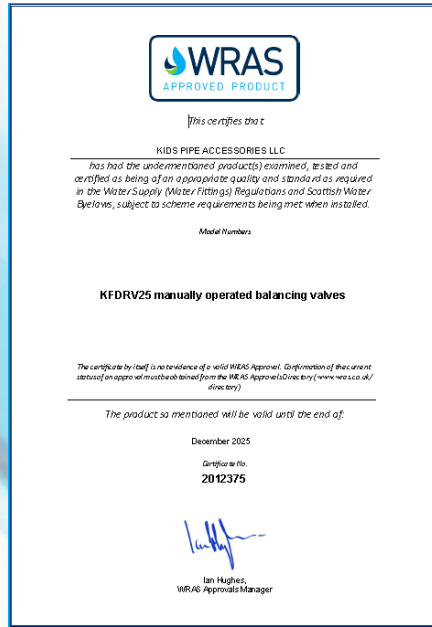 WRAS
APPROVED PRODUCT
This certifies that
KIDS PIPE ACCESSORIES LLC
has had the undermentioned product(s) examined, tested and
certified as being of an appropriate quality and standard as required
in the Water Supply (Water Fittings) Regulations and Scottish Water
Byelaws, subject to scheme requirements being met when installed.
Model Numbers
KFDRV25 manually operated balancing valves
The certificate by itself is not evidence of a valid WRAS Approval. Confirmation of the current
status of an approval must be obtained from the WRAS Approvals Directory (www.wras.co.uk/
directory)
The product so mentioned will be valid until the end of:
December 2025
Certificate No.
2012375
Ian Hughes,
WRAS Approvals Manager